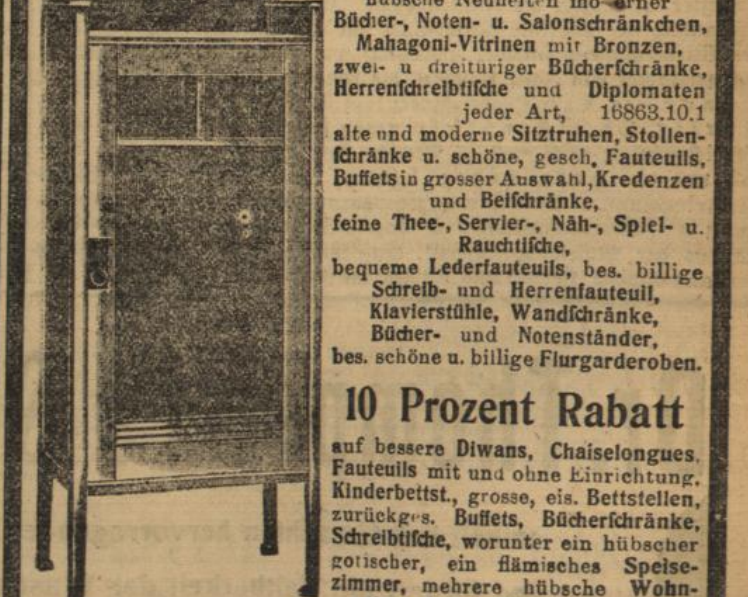 hübsche Neuheiten mo erner
Bücher-, Noten- u. Salonschränkchen,
Mahagoni-Vitrinen mit Bronzen,
zwei- u dreituriger Bücherſchränke,
Herrenſchreibtiſche und Diplomaten
jeder Art, 16863.10.1
alte und moderne Sitztruhen, Stollen-
ſchränke u. schöne, gesch. Fauteuils,
Buffets in grosser Auswahl, Kredenzen
und Beiſchränke,
feine Thee-, Servier-, Näh-, Spiel- u.
Rauchtiſche,
bequeme Lederfauteuils, bes. billige
Schreib- und Herrenfauteuil,
Klavierstühle, Wandſchränke,
Bücher- und Notenständer,
bes. schöne u. billige Flurgarderoben.
10 Prozent Rabatt
auf bessere Diwans, Chaiselongues,
Fauteuils mit und ohne Einrichtung,
Kinderbettst., grosse, eis. Bettstellen,
zurückges. Buffets, Bücherſchränke,
Schreibtiſche, worunter ein hübscher
gotischer, ein flämisches Speise-
zimmer, mehrere hübsche Wohn-